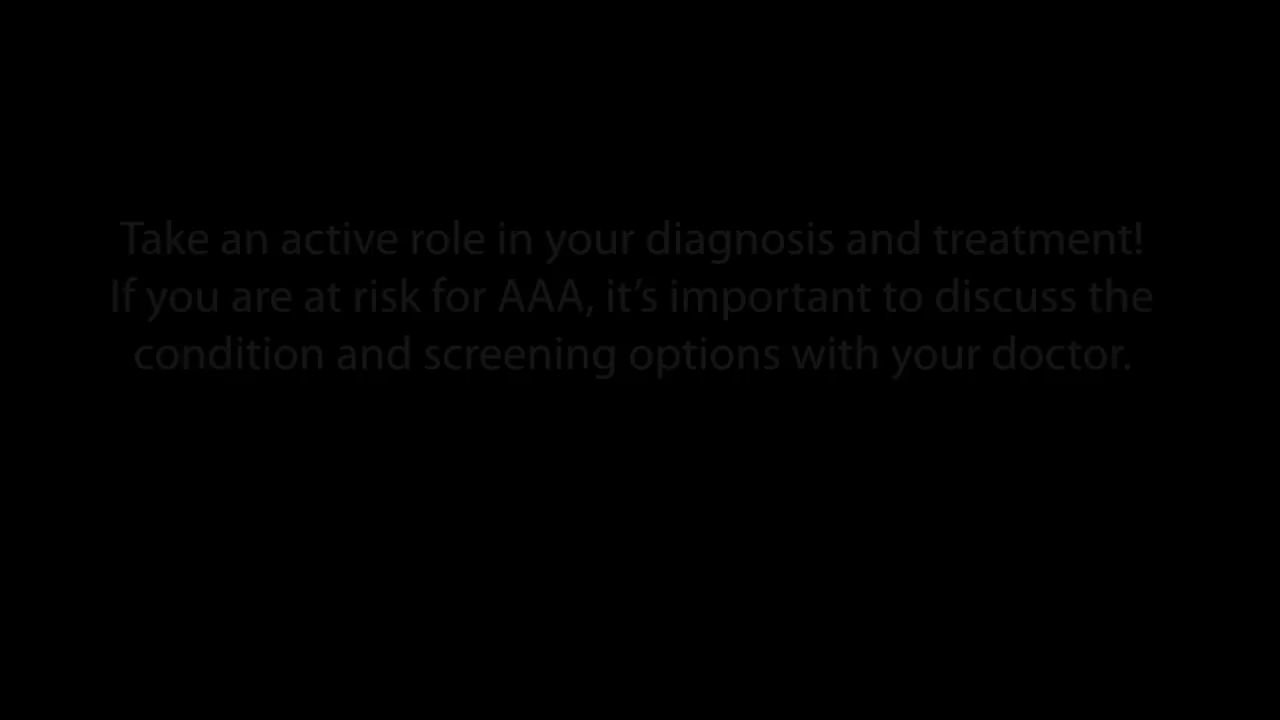 Take an active role in your diagnosis and treatment!
If you are at risk for AAA, it’s important to discuss the
condition and screening options with your doctor.